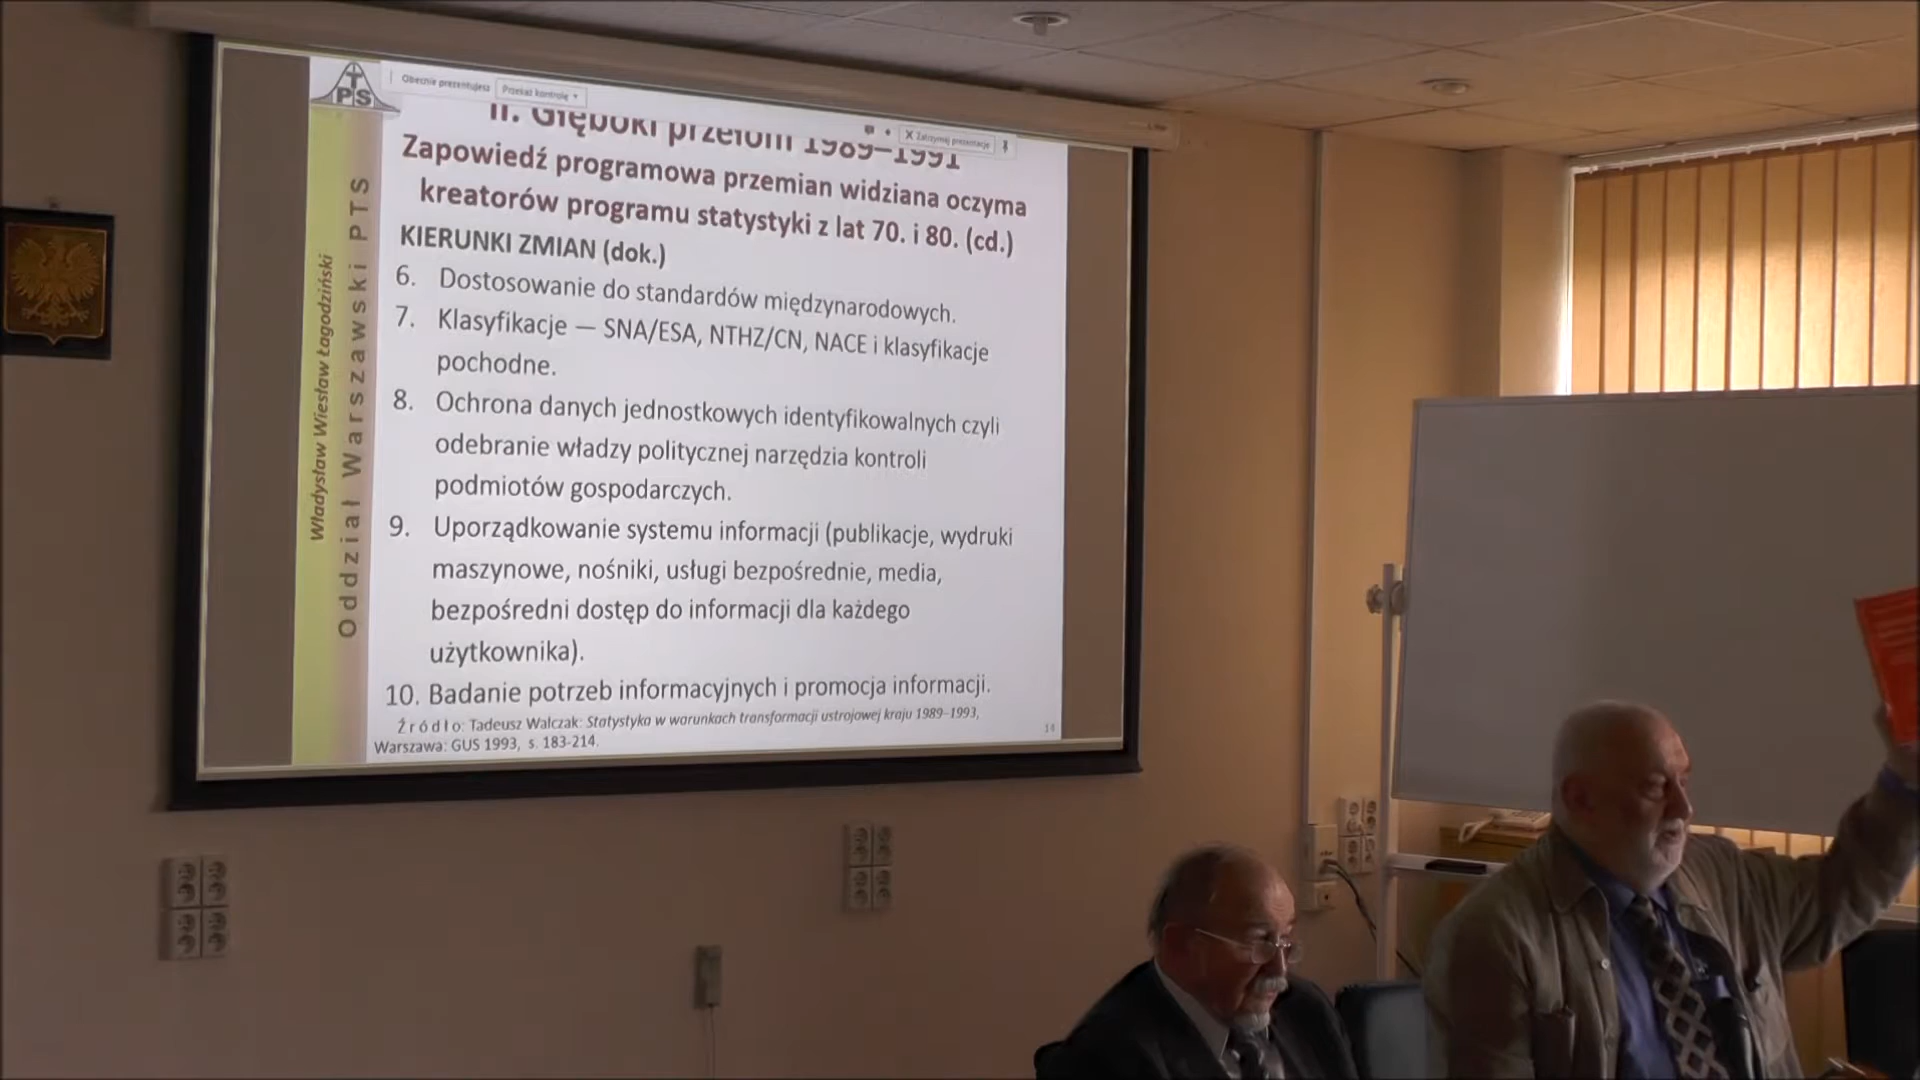 TPS
Obecnie prezentujesz Przekaż kontrolę
Zatrzymaj prezentację
II. Głęboki przełom 1989–1991
Zapowiedź programowa przemian widziana oczyma
kreatorów programu statystyki z lat 70. i 80. (cd.)
KIERUNKI ZMIAN (dok.)
6. Dostosowanie do standardów międzynarodowych.
7. Klasyfikacje — SNA/ESA, NTHZ/CN, NACE i klasyfikacje
pochodne.
8. Ochrona danych jednostkowych identyfikowalnych czyli
odebranie władzy politycznej narzędzia kontroli
podmiotów gospodarczych.
9. Uporządkowanie systemu informacji (publikacje, wydruki
maszynowe, nośniki, usługi bezpośrednie, media,
bezpośredni dostęp do informacji dla każdego
użytkownika).
10. Badanie potrzeb informacyjnych i promocja informacji.
Źródło: Tadeusz Walczak: Statystyka w warunkach transformacji ustrojowej kraju 1989–1993,
Warszawa: GUS 1993, s. 183-214.
14
Władysław Wiesław Łagodziński
Oddział Warszawski PTS